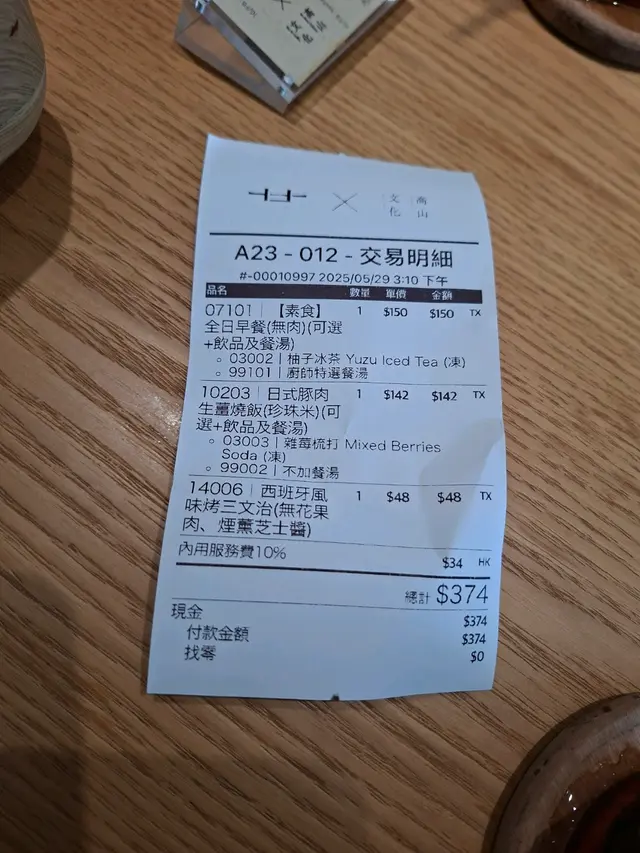 文化 南山
A23 - 012 - 交易明細
#-00010997 2025/05/29 3:10 下午
品名 數量 單價 金額
07101 | 【素食】 1 $150 $150 TX
全日早餐(無肉)(可選
+飲品及餐湯)
03002 | 柚子冰茶 Yuzu Iced Tea (凍)
99101 | 廚師特選餐湯
10203 | 日式豚肉 1 $142 $142 TX
生薑燒飯(珍珠米)(可
選+飲品及餐湯)
03003 | 雜莓梳打 Mixed Berries
Soda (凍)
99002 | 不加餐湯
14006 | 西班牙風 1 $48 $48 TX
味烤三文治(無花果
肉、煙薰芝士醬)
內用服務費10% $34 HK
總計 $374
現金 $374
付款金額 $374
找零 $0